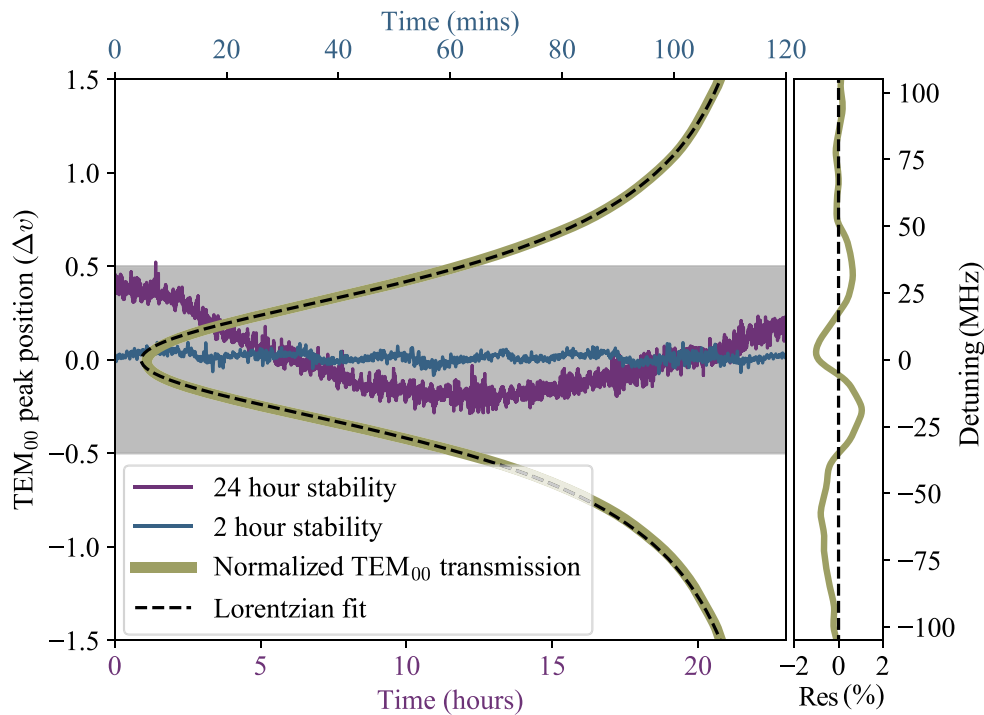 Time (mins)
0 20 40 60 80 100 120
1.5
1.0
0.5
0.0
−0.5
−1.0
−1.5
TEM₀₀ peak position (Δν)
24 hour stability
2 hour stability
Normalized TEM₀₀ transmission
Lorentzian fit
0 5 10 15 20
Time (hours)
100
75
50
25
0
−25
−50
−75
−100
Detuning (MHz)
−2 0 2
Res (%)